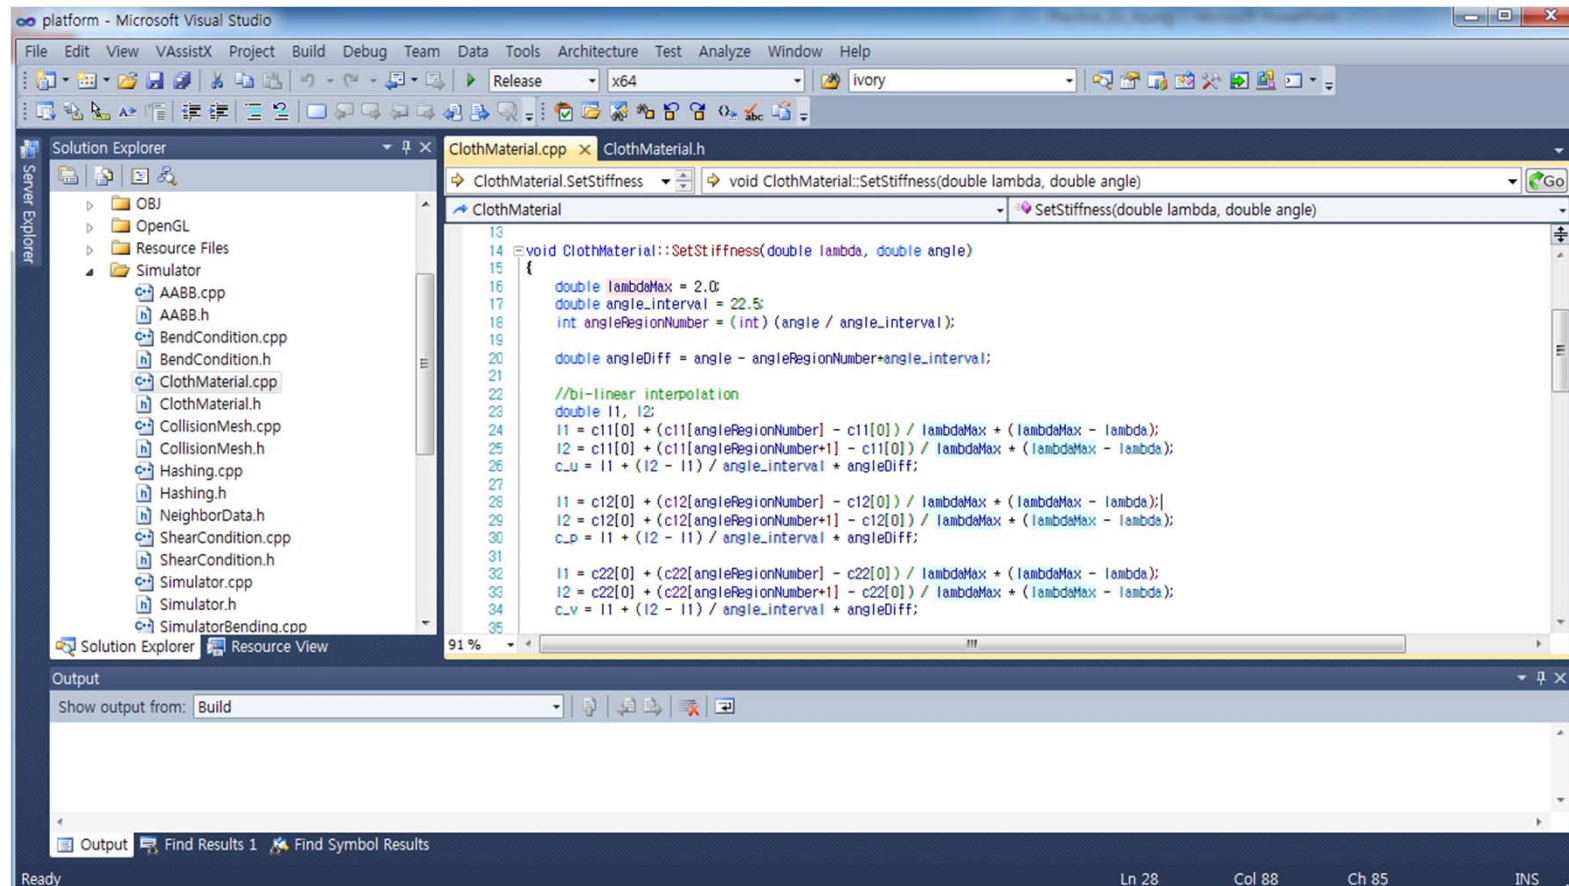 platform - Microsoft Visual Studio
File Edit View VAssistX Project Build Debug Team Data Tools Architecture Test Analyze Window Help
Release x64 ivory
Solution Explorer
ClothMaterial.cpp ClothMaterial.h
Server Explorer
ClothMaterial.SetStiffness void ClothMaterial::SetStiffness(double lambda, double angle) Go
ClothMaterial SetStiffness(double lambda, double angle)
OBJ
OpenGL
Resource Files
Simulator
AABB.cpp
AABB.h
BendCondition.cpp
BendCondition.h
ClothMaterial.cpp
ClothMaterial.h
CollisionMesh.cpp
CollisionMesh.h
Hashing.cpp
Hashing.h
NeighborData.h
ShearCondition.cpp
ShearCondition.h
Simulator.cpp
Simulator.h
SimulatorBending.cpp
Solution Explorer Resource View
13
14 void ClothMaterial::SetStiffness(double lambda, double angle)
15 {
16 double lambdaMax = 2.0;
17 double angle_interval = 22.5;
18 int angleRegionNumber = (int) (angle / angle_interval);
19
20 double angleDiff = angle - angleRegionNumber*angle_interval;
21
22 //bi-linear interpolation
23 double l1, l2;
24 l1 = c11[0] + (c11[angleRegionNumber] - c11[0]) / lambdaMax * (lambdaMax - lambda);
25 l2 = c11[0] + (c11[angleRegionNumber+1] - c11[0]) / lambdaMax * (lambdaMax - lambda);
26 c_u = l1 + (l2 - l1) / angle_interval * angleDiff;
27
28 l1 = c12[0] + (c12[angleRegionNumber] - c12[0]) / lambdaMax * (lambdaMax - lambda);
29 l2 = c12[0] + (c12[angleRegionNumber+1] - c12[0]) / lambdaMax * (lambdaMax - lambda);
30 c_p = l1 + (l2 - l1) / angle_interval * angleDiff;
31
32 l1 = c22[0] + (c22[angleRegionNumber] - c22[0]) / lambdaMax * (lambdaMax - lambda);
33 l2 = c22[0] + (c22[angleRegionNumber+1] - c22[0]) / lambdaMax * (lambdaMax - lambda);
34 c_v = l1 + (l2 - l1) / angle_interval * angleDiff;
35
91 %
Output
Show output from: Build
Output Find Results 1 Find Symbol Results
Ready Ln 28 Col 88 Ch 85 INS